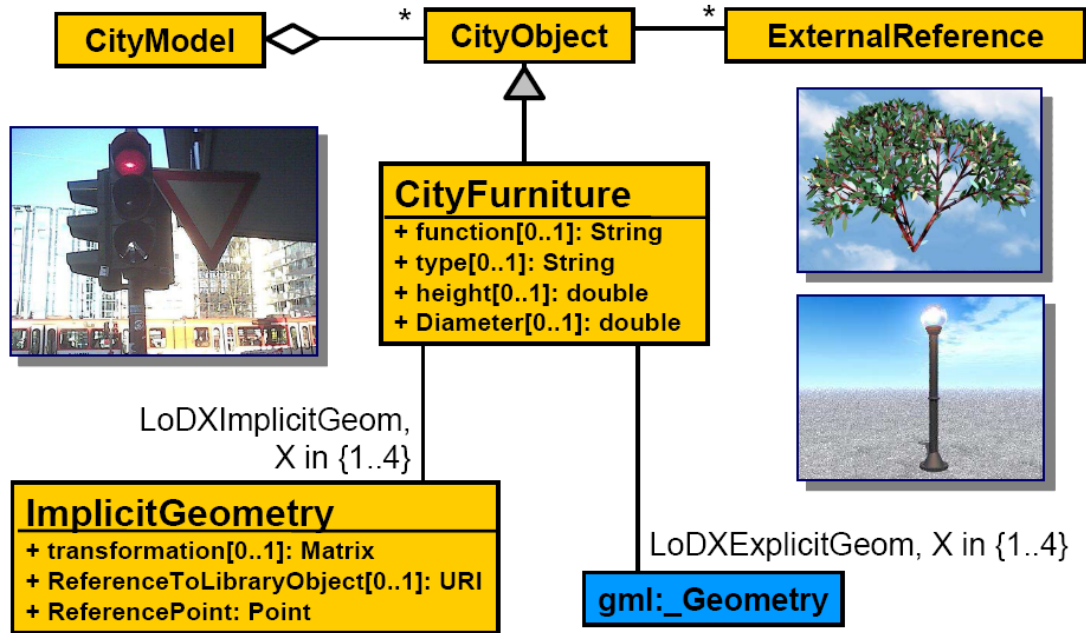 CityModel
*
CityObject
*
ExternalReference
CityFurniture
+ function[0..1]: String
+ type[0..1]: String
+ height[0..1]: double
+ Diameter[0..1]: double
LoDXImplicitGeom,
X in {1..4}
ImplicitGeometry
+ transformation[0..1]: Matrix
+ ReferenceToLibraryObject[0..1]: URI
+ ReferencePoint: Point
LoDXExplicitGeom, X in {1..4}
gml:_Geometry